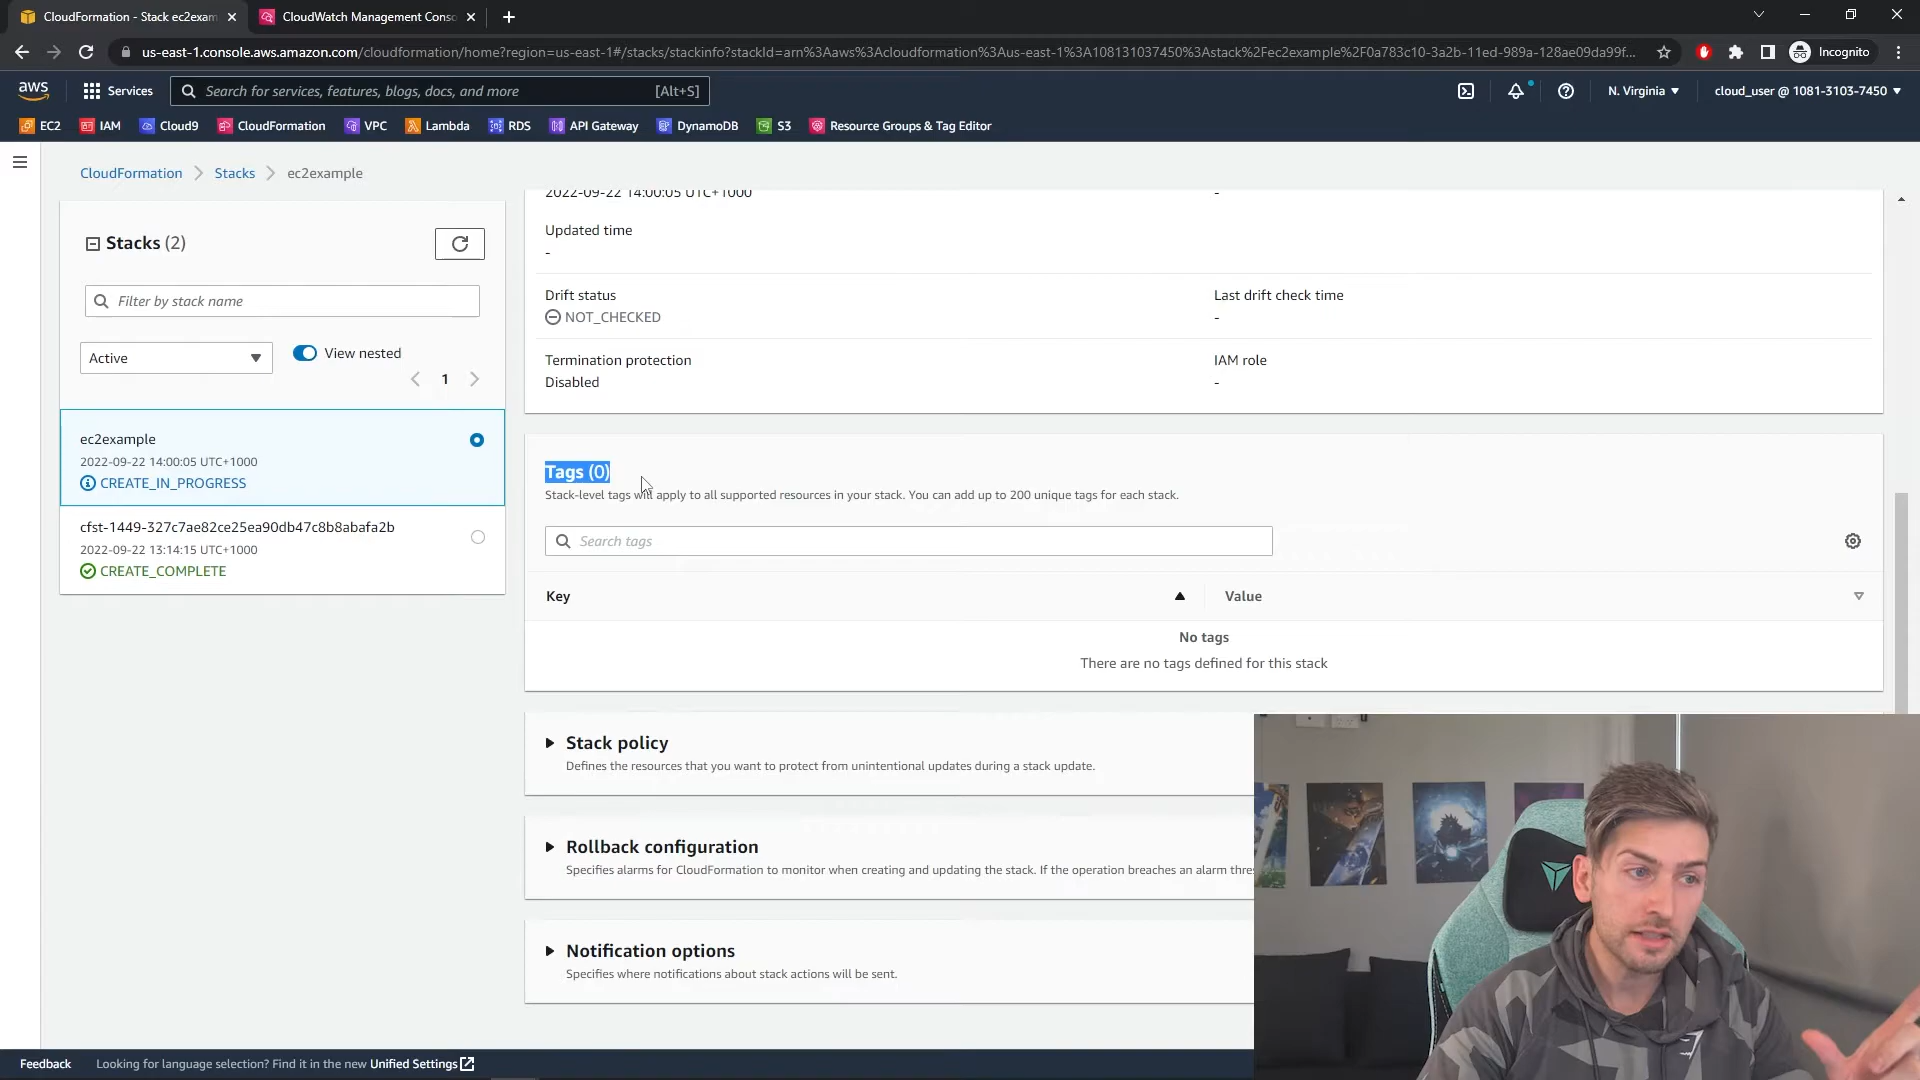 CloudFormation - Stack ec2exam
CloudWatch Management Conso
us-east-1.console.aws.amazon.com/cloudformation/home?region=us-east-1#/stacks/stackinfo?stackId=arn%3Aaws%3Acloudformation%3Aus-east-1%3A108131037450%3Astack%2Fec2example%2F0a783c10-3a2b-11ed-989a-128ae09da99f...
Incognito
aws
Services
Search for services, features, blogs, docs, and more
[Alt+S]
N. Virginia
cloud_user @ 1081-3103-7450
EC2
IAM
Cloud9
CloudFormation
VPC
Lambda
RDS
API Gateway
DynamoDB
S3
Resource Groups & Tag Editor
CloudFormation
Stacks
ec2example
Stacks (2)
Filter by stack name
Active
View nested
1
ec2example
2022-09-22 14:00:05 UTC+1000
CREATE_IN_PROGRESS
cfst-1449-327c7ae82ce25ea90db47c8b8abafa2b
2022-09-22 13:14:15 UTC+1000
CREATE_COMPLETE
2022-09-22 14:00:05 UTC+1000
-
Updated time
-
Drift status
NOT_CHECKED
Last drift check time
-
Termination protection
Disabled
IAM role
-
Tags (0)
Stack-level tags will apply to all supported resources in your stack. You can add up to 200 unique tags for each stack.
Search tags
Key
Value
No tags
There are no tags defined for this stack
Stack policy
Defines the resources that you want to protect from unintentional updates during a stack update.
Rollback configuration
Specifies alarms for CloudFormation to monitor when creating and updating the stack. If the operation breaches an alarm thre
Notification options
Specifies where notifications about stack actions will be sent.
Feedback
Looking for language selection? Find it in the new Unified Settings